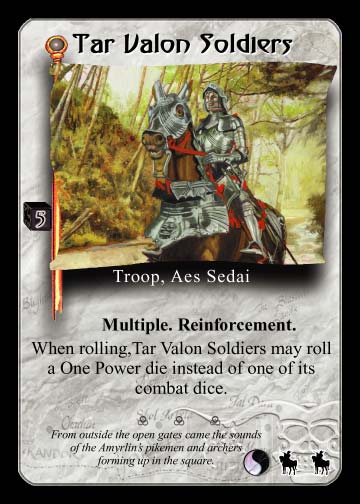 Tar Valon Soldiers
5
Troop, Aes Sedai
Multiple. Reinforcement.
When rolling,Tar Valon Soldiers may roll
a One Power die instead of one of its
combat dice.
From outside the open gates came the sounds
of the Amyrlin's pikemen and archers
forming up in the square.